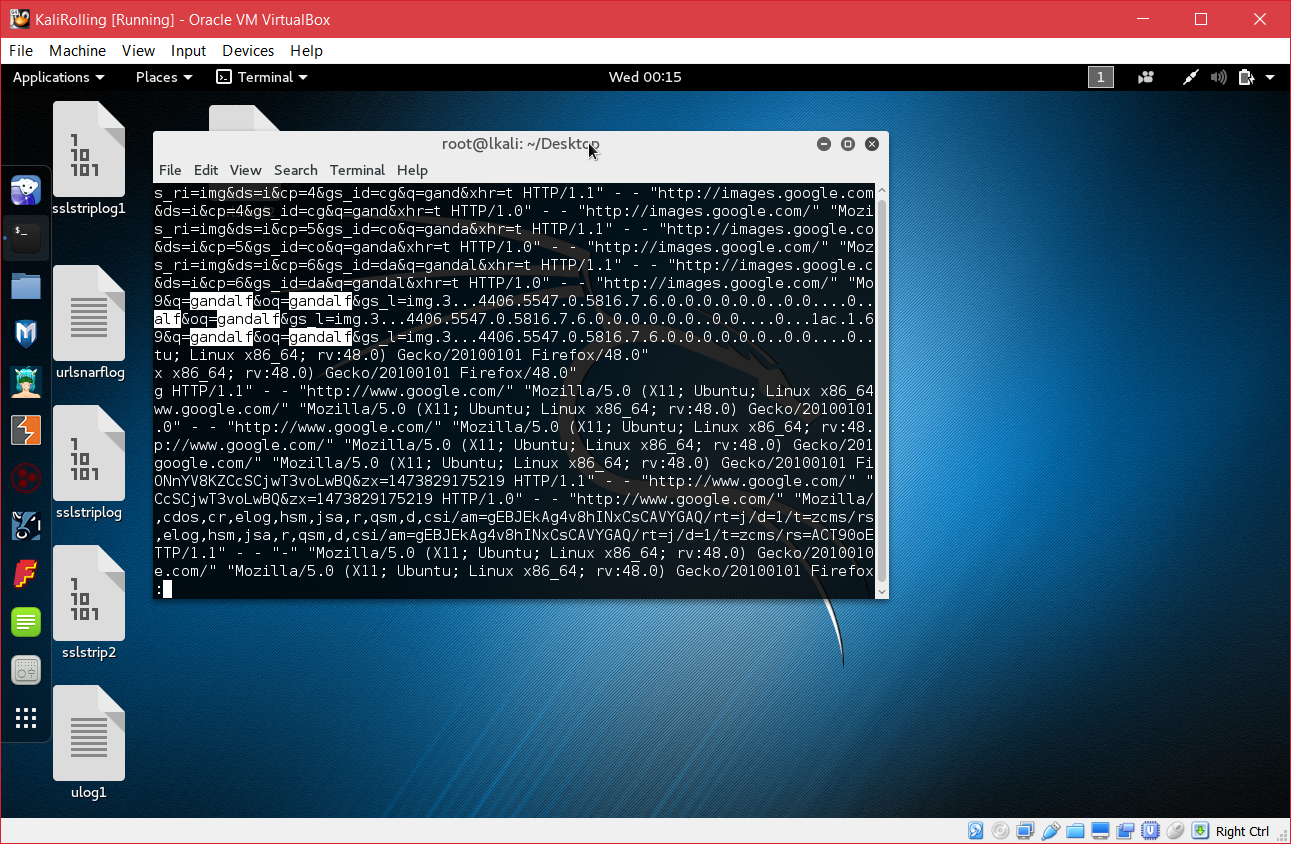 KaliRolling [Running] - Oracle VM VirtualBox
File Machine View Input Devices Help
Applications Places Terminal Wed 00:15 1
root@lkali: ~/Desktop
File Edit View Search Terminal Help
s_ri=img&ds=i&cp=4&gs_id=cg&q=gand&xhr=t HTTP/1.1" - - "http://images.google.com
&ds=i&cp=4&gs_id=cg&q=gand&xhr=t HTTP/1.0" - - "http://images.google.com/" "Mozi
s_ri=img&ds=i&cp=5&gs_id=co&q=ganda&xhr=t HTTP/1.1" - - "http://images.google.co
&ds=i&cp=5&gs_id=co&q=ganda&xhr=t HTTP/1.0" - - "http://images.google.com/" "Moz
s_ri=img&ds=i&cp=6&gs_id=da&q=gandal&xhr=t HTTP/1.1" - - "http://images.google.c
&ds=i&cp=6&gs_id=da&q=gandal&xhr=t HTTP/1.0" - - "http://images.google.com/" "Mo
9&q=gandalf&oq=gandalf&gs_l=img.3...4406.5547.0.5816.7.6.0.0.0.0.0.0..0.0....0..
alf&oq=gandalf&gs_l=img.3...4406.5547.0.5816.7.6.0.0.0.0.0.0..0.0....0...1ac.1.6
9&q=gandalf&oq=gandalf&gs_l=img.3...4406.5547.0.5816.7.6.0.0.0.0.0.0..0.0....0..
tu; Linux x86_64; rv:48.0) Gecko/20100101 Firefox/48.0"
x x86_64; rv:48.0) Gecko/20100101 Firefox/48.0"
g HTTP/1.1" - - "http://www.google.com/" "Mozilla/5.0 (X11; Ubuntu; Linux x86_64
ww.google.com/" "Mozilla/5.0 (X11; Ubuntu; Linux x86_64; rv:48.0) Gecko/20100101
.0" - - "http://www.google.com/" "Mozilla/5.0 (X11; Ubuntu; Linux x86_64; rv:48.
p://www.google.com/" "Mozilla/5.0 (X11; Ubuntu; Linux x86_64; rv:48.0) Gecko/201
google.com/" "Mozilla/5.0 (X11; Ubuntu; Linux x86_64; rv:48.0) Gecko/20100101 Fi
ONnYV8KZCcSCjwT3voLwBQ&zx=1473829175219 HTTP/1.1" - - "http://www.google.com/" "
CcSCjwT3voLwBQ&zx=1473829175219 HTTP/1.0" - - "http://www.google.com/" "Mozilla/
,cdos,cr,elog,hsm,jsa,r,qsm,d,csi/am=gEBJEkAg4v8hINxCsCAVYGAQ/rt=j/d=1/t=zcms/rs
,elog,hsm,jsa,r,qsm,d,csi/am=gEBJEkAg4v8hINxCsCAVYGAQ/rt=j/d=1/t=zcms/rs=ACT90oE
TTP/1.1" - - "-" "Mozilla/5.0 (X11; Ubuntu; Linux x86_64; rv:48.0) Gecko/2010010
e.com/" "Mozilla/5.0 (X11; Ubuntu; Linux x86_64; rv:48.0) Gecko/20100101 Firefox
:
1
10
101
sslstriplog1
urlsnarflog
1
10
101
sslstriplog
1
10
101
sslstrip2
ulog1
Right Ctrl